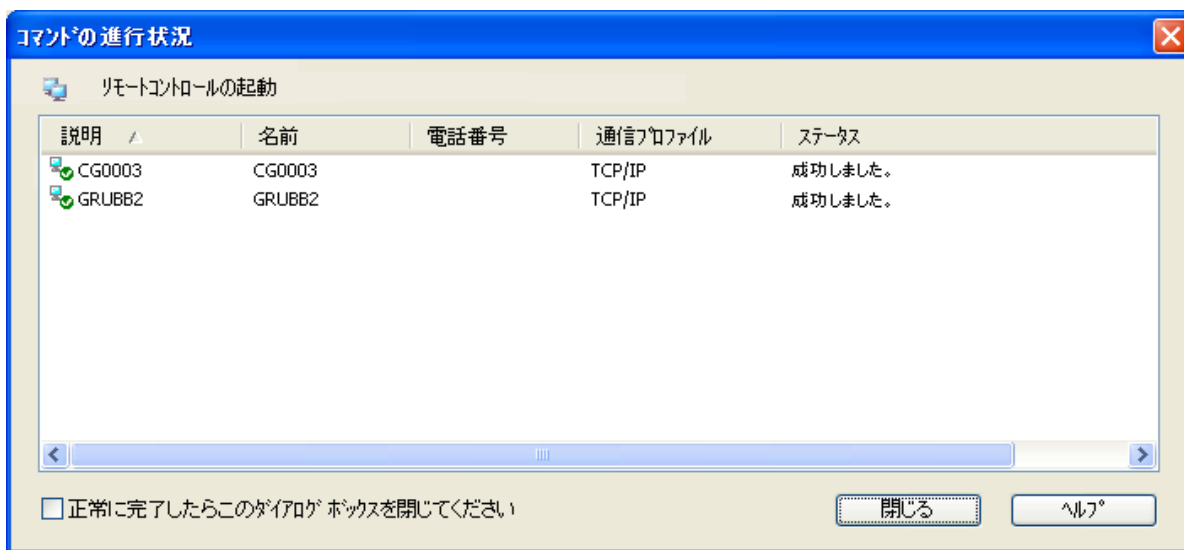 コマンドの進行状況
リモートコントロールの起動
説明 名前 電話番号 通信プロファイル ステータス
CG0003 CG0003 TCP/IP 成功しました。
GRUBB2 GRUBB2 TCP/IP 成功しました。
正常に完了したらこのダイアログ ボックスを閉じてください
閉じる ヘルプ